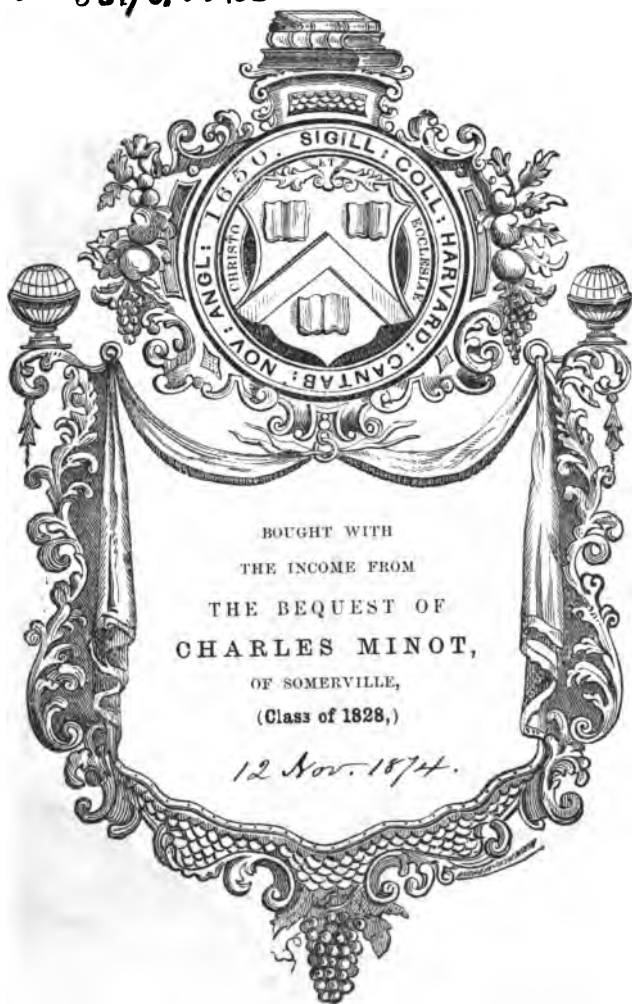 SIGILL : COLL : HARVARD : CANTAB : NOV : ANGL : 1650.
ET
CHRISTO
ECCLESIAE
BOUGHT WITH
THE INCOME FROM
THE BEQUEST OF
CHARLES MINOT,
OF SOMERVILLE,
(Class of 1828,)
12 Nov. 1874.